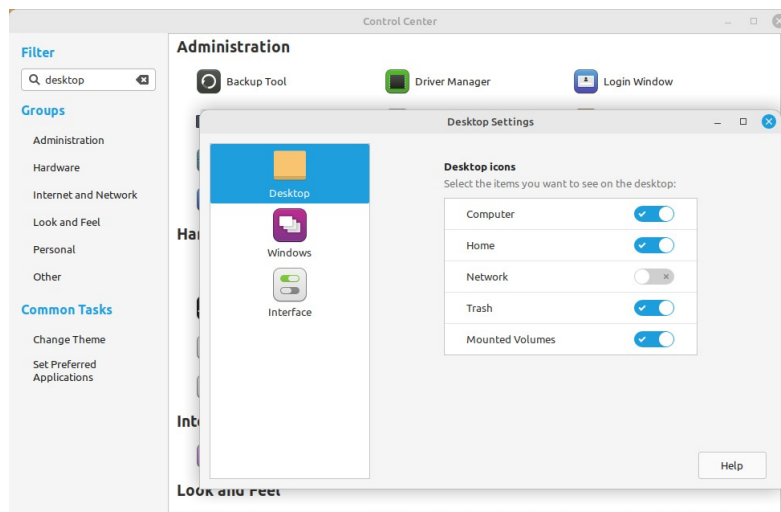 Control Center
Filter
desktop
Groups
Administration
Hardware
Internet and Network
Look and Feel
Personal
Other
Common Tasks
Change Theme
Set Preferred
Applications
Administration
Backup Tool
Driver Manager
Login Window
Desktop Settings
Desktop
Windows
Interface
Desktop icons
Select the items you want to see on the desktop:
Computer
Home
Network
Trash
Mounted Volumes
Help
Look and Feel